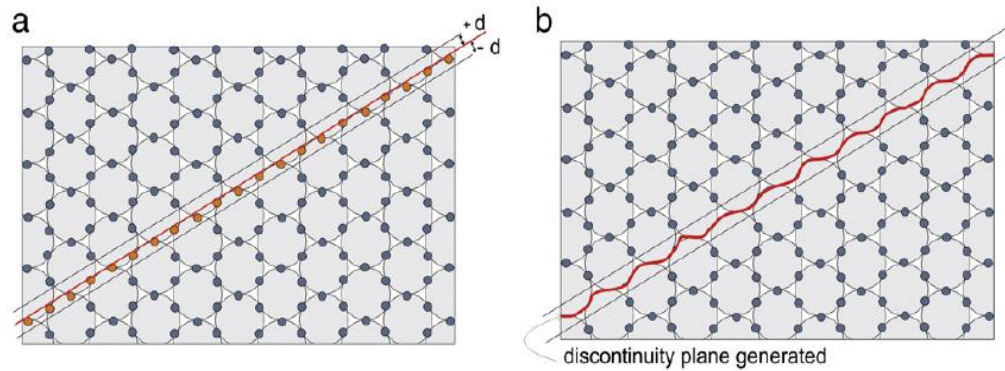 a
+ d
- d
b
discontinuity plane generated